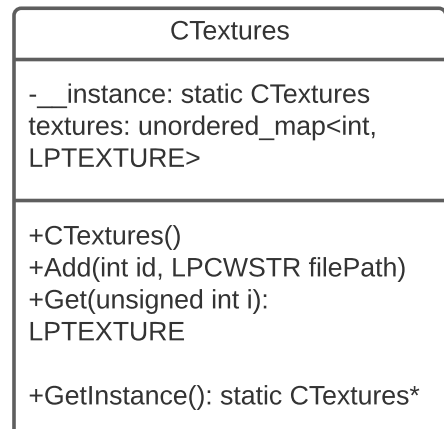 CTextures
-__instance: static CTextures
textures: unordered_map<int,
LPTEXTURE>
+CTextures()
+Add(int id, LPCWSTR filePath)
+Get(unsigned int i):
LPTEXTURE
+GetInstance(): static CTextures*